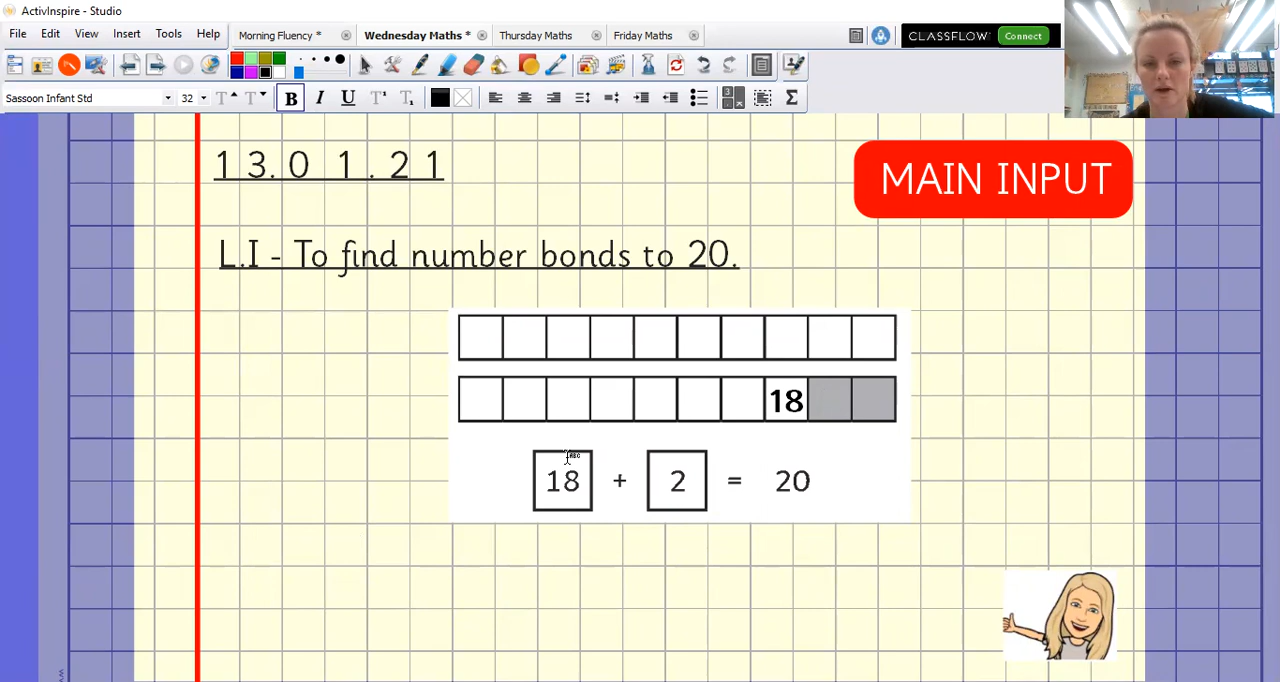 ActivInspire - Studio
File Edit View Insert Tools Help
Morning Fluency * Wednesday Maths * Thursday Maths Friday Maths
CLASSFLOW Connect
Sassoon Infant Std 32
13.01.21
MAIN INPUT
L.I - To find number bonds to 20.
18
18 + 2 = 20